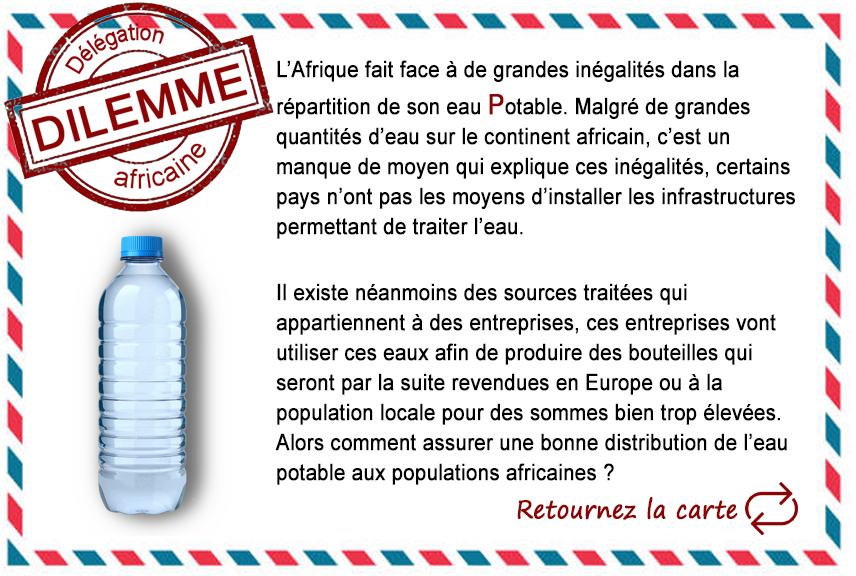 Délégation
DILEMME
africaine
L’Afrique fait face à de grandes inégalités dans la
répartition de son eau Potable. Malgré de grandes
quantités d’eau sur le continent africain, c’est un
manque de moyen qui explique ces inégalités, certains
pays n’ont pas les moyens d’installer les infrastructures
permettant de traiter l’eau.
Il existe néanmoins des sources traitées qui
appartiennent à des entreprises, ces entreprises vont
utiliser ces eaux afin de produire des bouteilles qui
seront par la suite revendues en Europe ou à la
population locale pour des sommes bien trop élevées.
Alors comment assurer une bonne distribution de l’eau
potable aux populations africaines ?
Retournez la carte